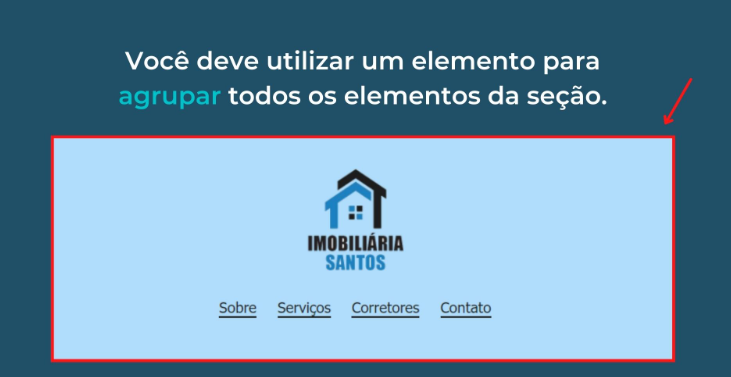 Você deve utilizar um elemento para
agrupar todos os elementos da seção.
IMOBILIÁRIA
SANTOS
Sobre Serviços Corretores Contato